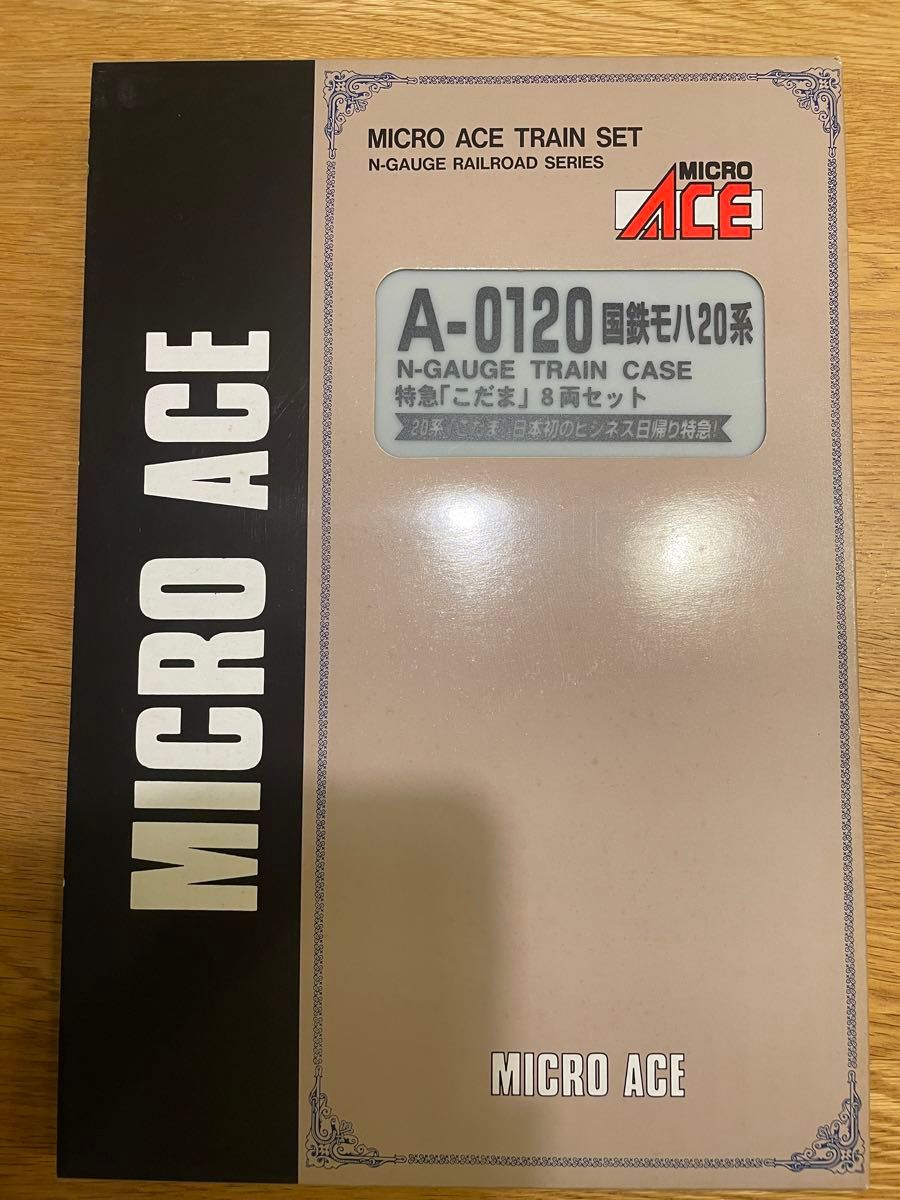 MICRO ACE TRAIN SET
N-GAUGE RAILROAD SERIES
MICRO
ACE
A-0120 国鉄モハ20系
N-GAUGE TRAIN CASE
特急「こだま」8両セット
20系「こだま」日本初のビジネス日帰り特急!
MICRO ACE
MICRO ACE